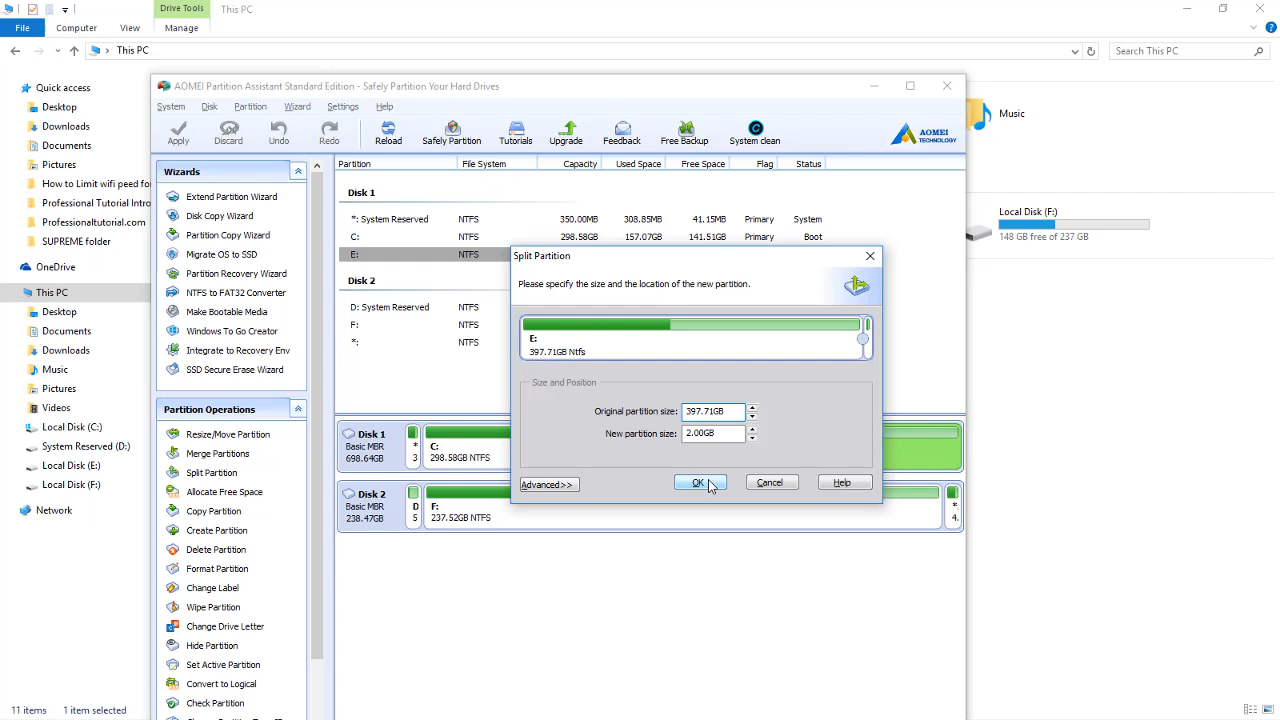 Drive Tools
This PC
File
Computer
View
Manage
This PC
Search This PC
Quick access
Desktop
Downloads
Documents
Pictures
How to Limit wifi peed for
Professional Tutorial Intro
Professionaltutorial.com
SUPREME folder
OneDrive
This PC
Desktop
Documents
Downloads
Music
Pictures
Videos
Local Disk (C:)
System Reserved (D:)
Local Disk (E:)
Local Disk (F:)
Network
11 items
1 item selected
Music
Local Disk (F:)
148 GB free of 237 GB
AOMEI Partition Assistant Standard Edition - Safely Partition Your Hard Drives
System Disk Partition Wizard Settings Help
Apply Discard Undo Redo Reload Safely Partition Tutorials Upgrade Feedback Free Backup System clean
AOMEI
TECHNOLOGY
Wizards
Extend Partition Wizard
Disk Copy Wizard
Partition Copy Wizard
Migrate OS to SSD
Partition Recovery Wizard
NTFS to FAT32 Converter
Make Bootable Media
Windows To Go Creator
Integrate to Recovery Env
SSD Secure Erase Wizard
Partition Operations
Resize/Move Partition
Merge Partitions
Split Partition
Allocate Free Space
Copy Partition
Create Partition
Delete Partition
Format Partition
Change Label
Wipe Partition
Change Drive Letter
Hide Partition
Set Active Partition
Convert to Logical
Check Partition
Partition File System Capacity Used Space Free Space Flag Status
Disk 1
*: System Reserved NTFS 350.00MB 308.85MB 41.15MB Primary System
NTFS 298.58GB 157.07GB 141.51GB Primary Boot
E: NTFS
Disk 2
D: System Reserved NTFS
F: NTFS
*: NTFS
Disk 1
Basic MBR
698.64GB
*
3
C:
298.58GB NTFS
Disk 2
Basic MBR
238.47GB
D
5
F:
237.52GB NTFS
*
4.
Split Partition
Please specify the size and the location of the new partition.
E:
397.71GB Ntfs
Size and Position
Original partition size: 397.71GB
New partition size: 2.00GB
Advanced>>
OK
Cancel
Help